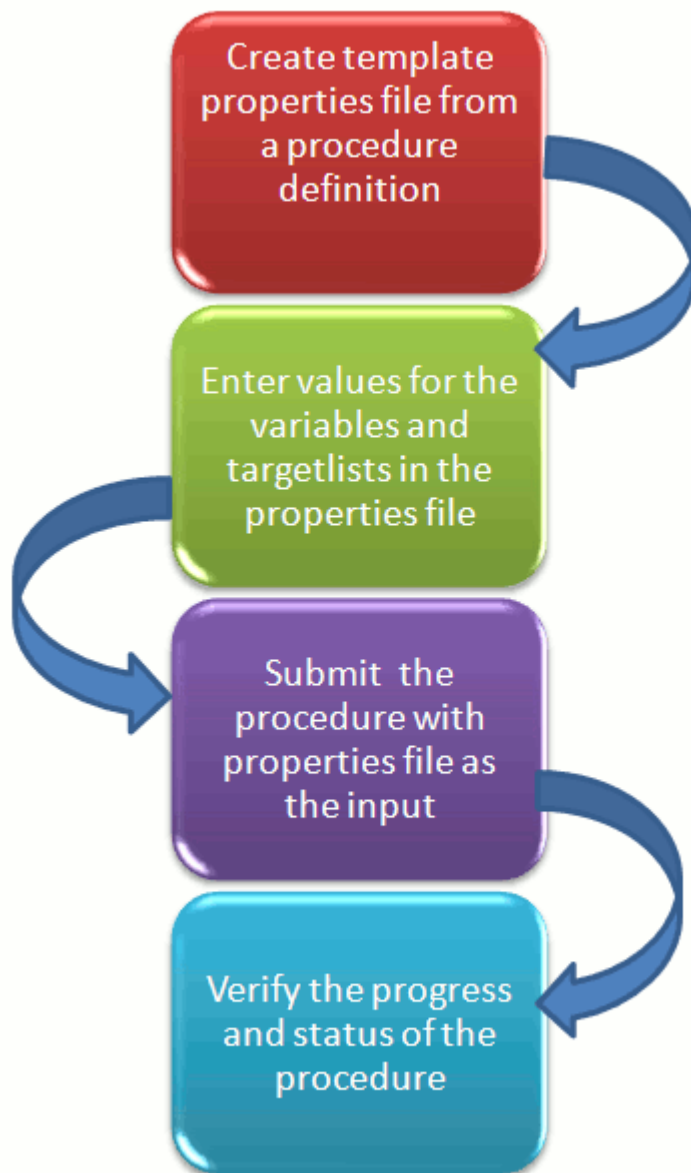 Create template
properties file from
a procedure
definition
Enter values for the
variables and
targetlists in the
properties file
Submit the
procedure with
properties file as
the input
Verify the progress
and status of the
procedure